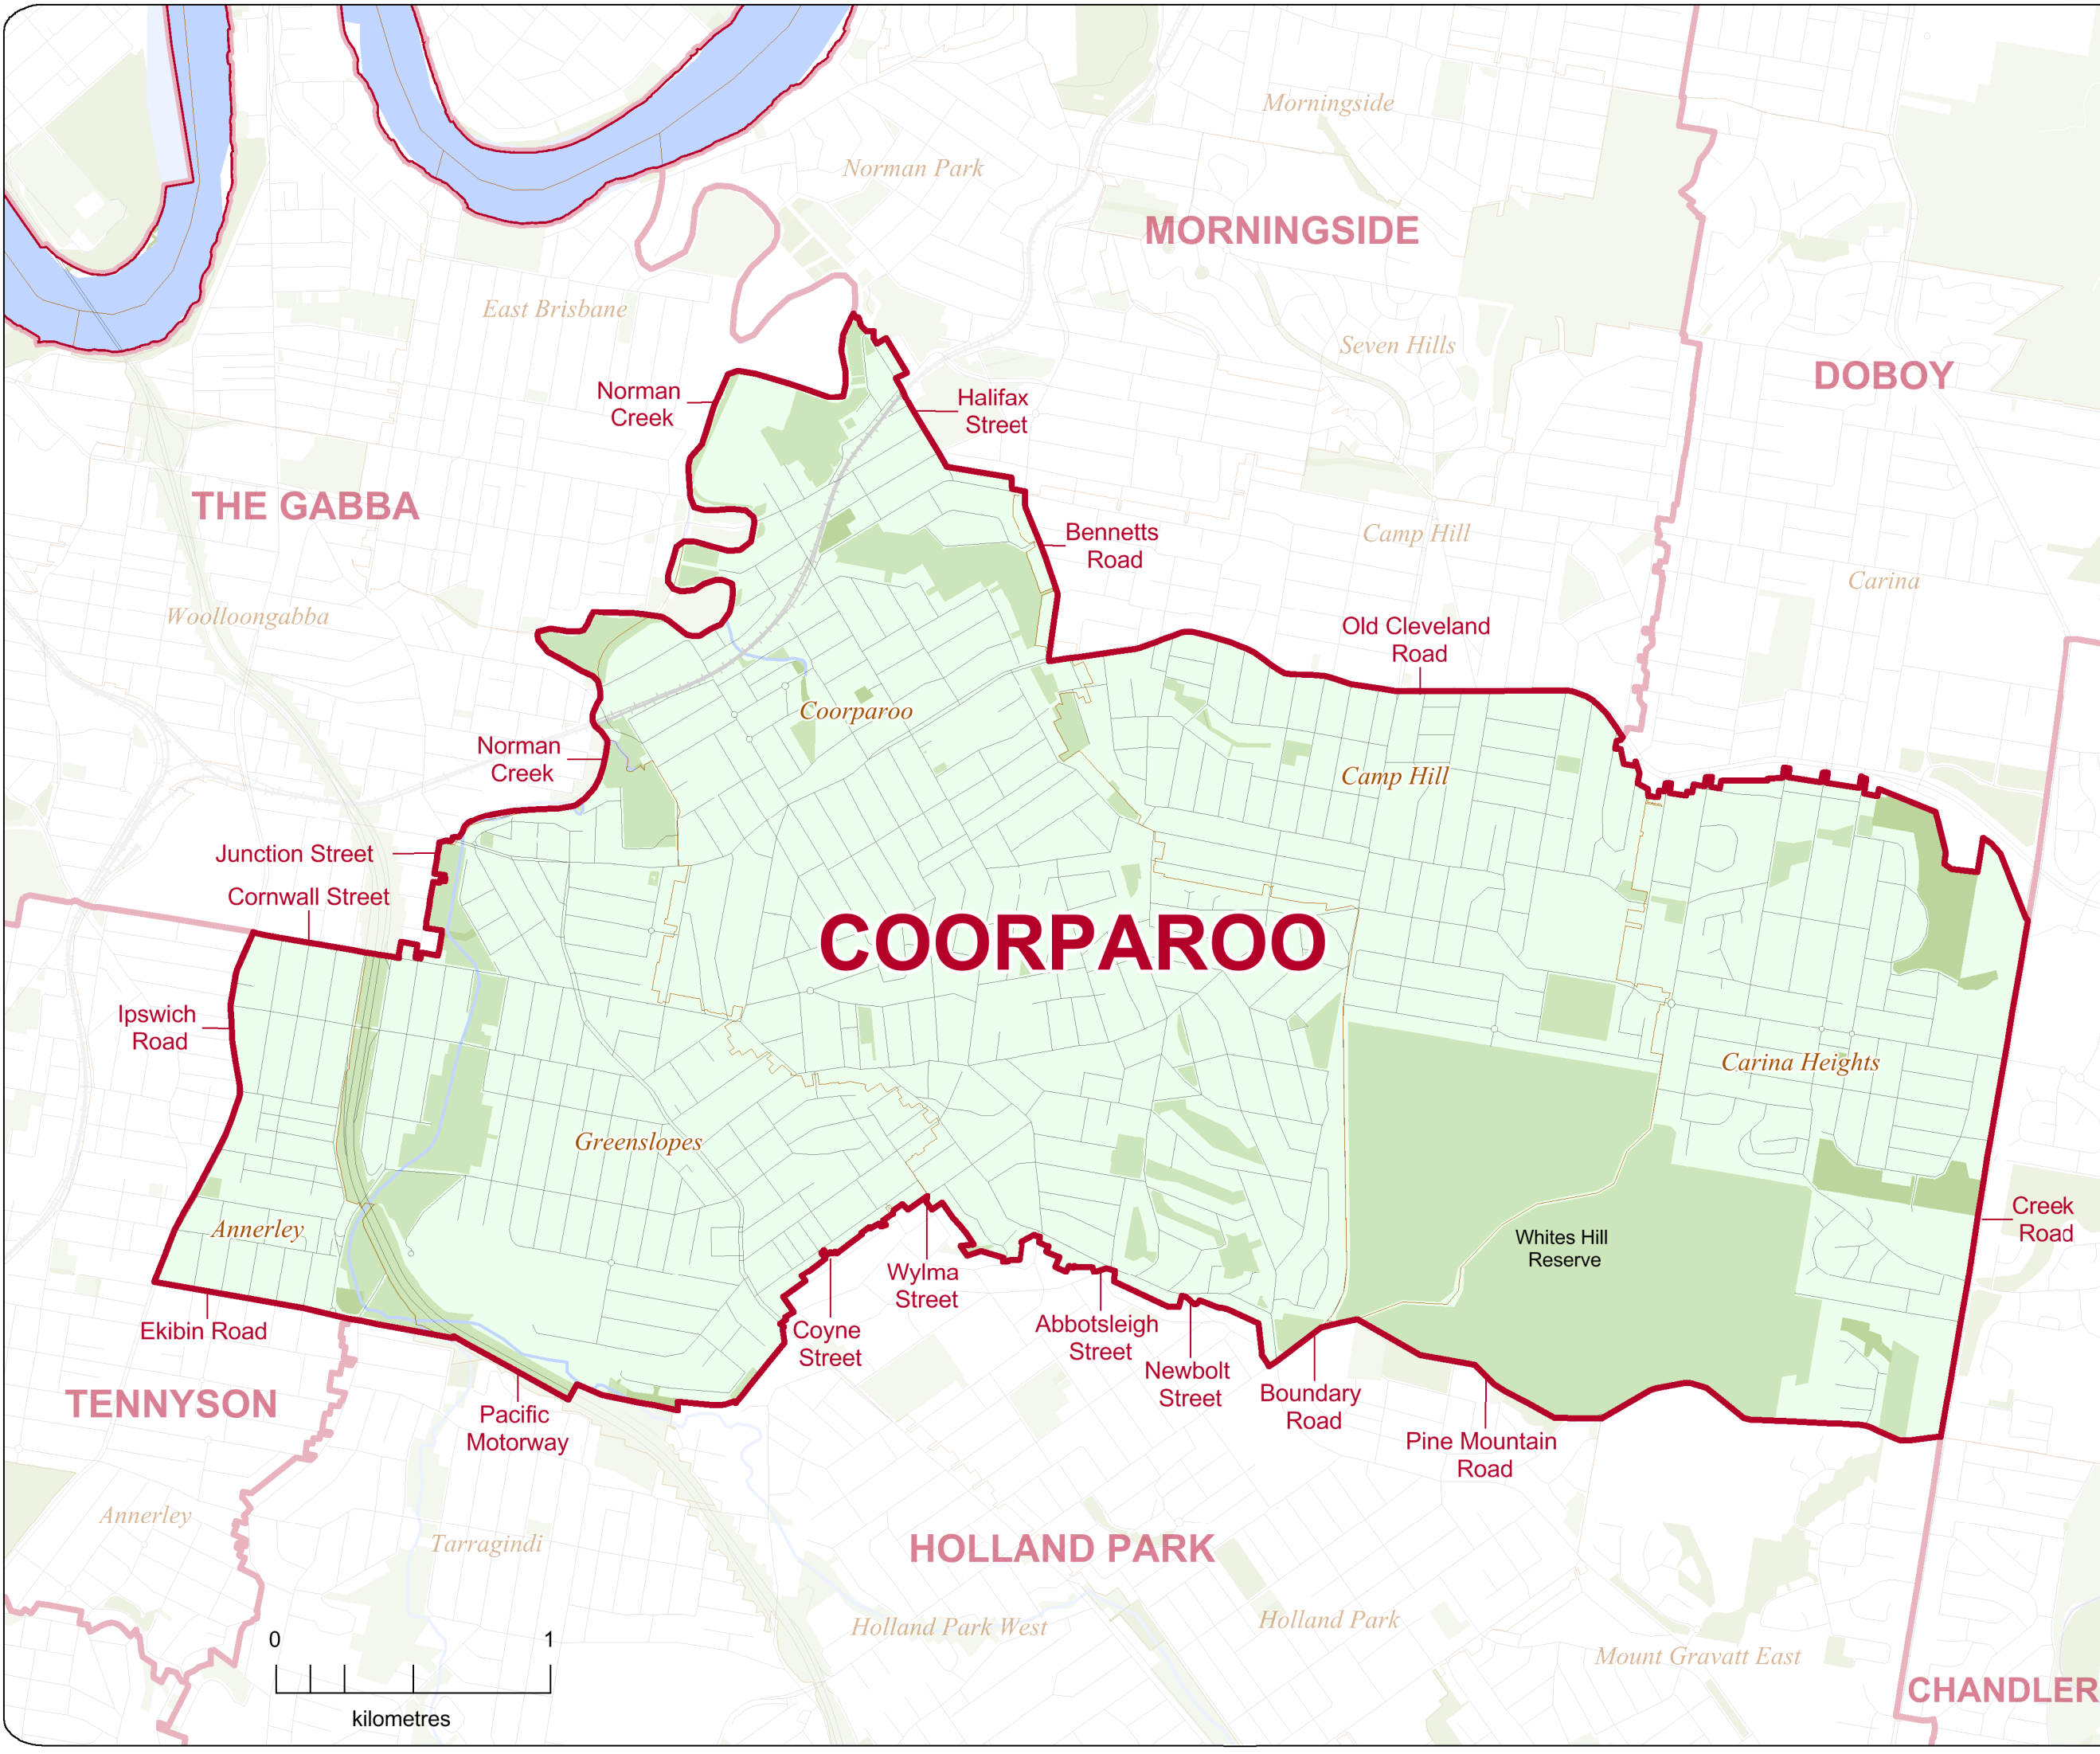 Morningside
Norman Park
MORNINGSIDE
East Brisbane
Seven Hills
DOBOY
Norman
Creek
Halifax
Street
THE GABBA
Bennetts
Road
Camp Hill
Carina
Woolloongabba
Old Cleveland
Road
Coorparoo
Norman
Creek
Camp Hill
Junction Street
Cornwall Street
COORPAROO
Ipswich
Road
Carina Heights
Greenslopes
Annerley
Creek
Road
Whites Hill
Reserve
Wylma
Street
Ekibin Road
Coyne
Street
Abbotsleigh
Street
Newbolt
Street
Boundary
Road
TENNYSON
Pacific
Motorway
Pine Mountain
Road
Annerley
Tarragindi
HOLLAND PARK
Holland Park West
Holland Park
Mount Gravatt East
0 1
kilometres
CHANDLER